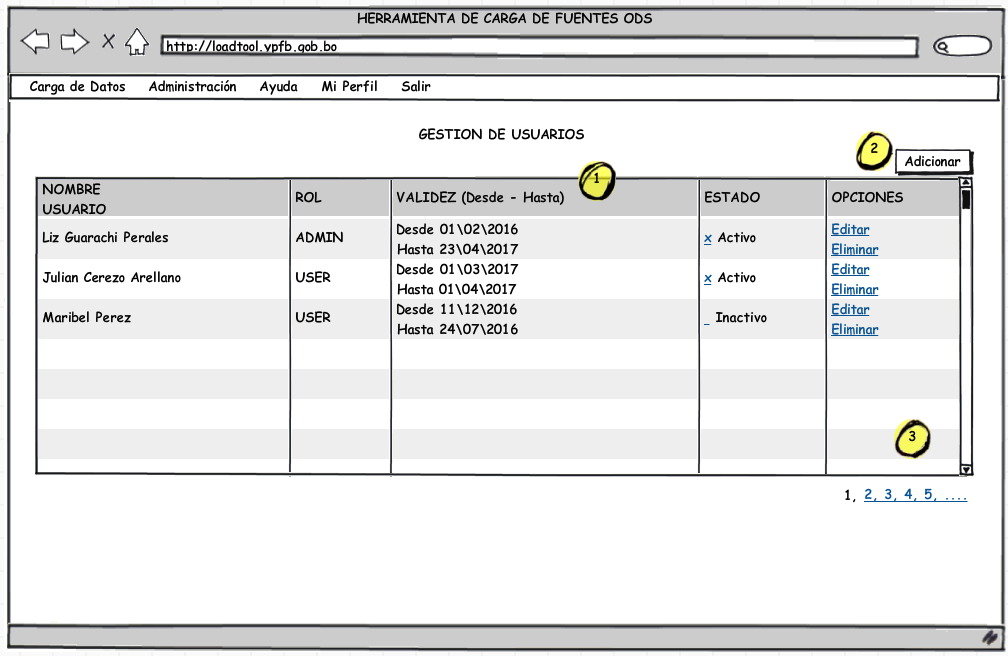 HERRAMIENTA DE CARGA DE FUENTES ODS
http://loadtool.ypfb.gob.bo
Carga de Datos Administración Ayuda Mi Perfil Salir
GESTION DE USUARIOS
2
Adicionar
1
NOMBRE
USUARIO
ROL
VALIDEZ (Desde - Hasta)
ESTADO
OPCIONES
Liz Guarachi Perales
ADMIN
Desde 01\02\2016
Hasta 23\04\2017
x Activo
Editar
Eliminar
Julian Cerezo Arellano
USER
Desde 01\03\2017
Hasta 01\04\2017
x Activo
Editar
Eliminar
Maribel Perez
USER
Desde 11\12\2016
Hasta 24\07\2016
_ Inactivo
Editar
Eliminar
3
1, 2, 3, 4, 5, ....